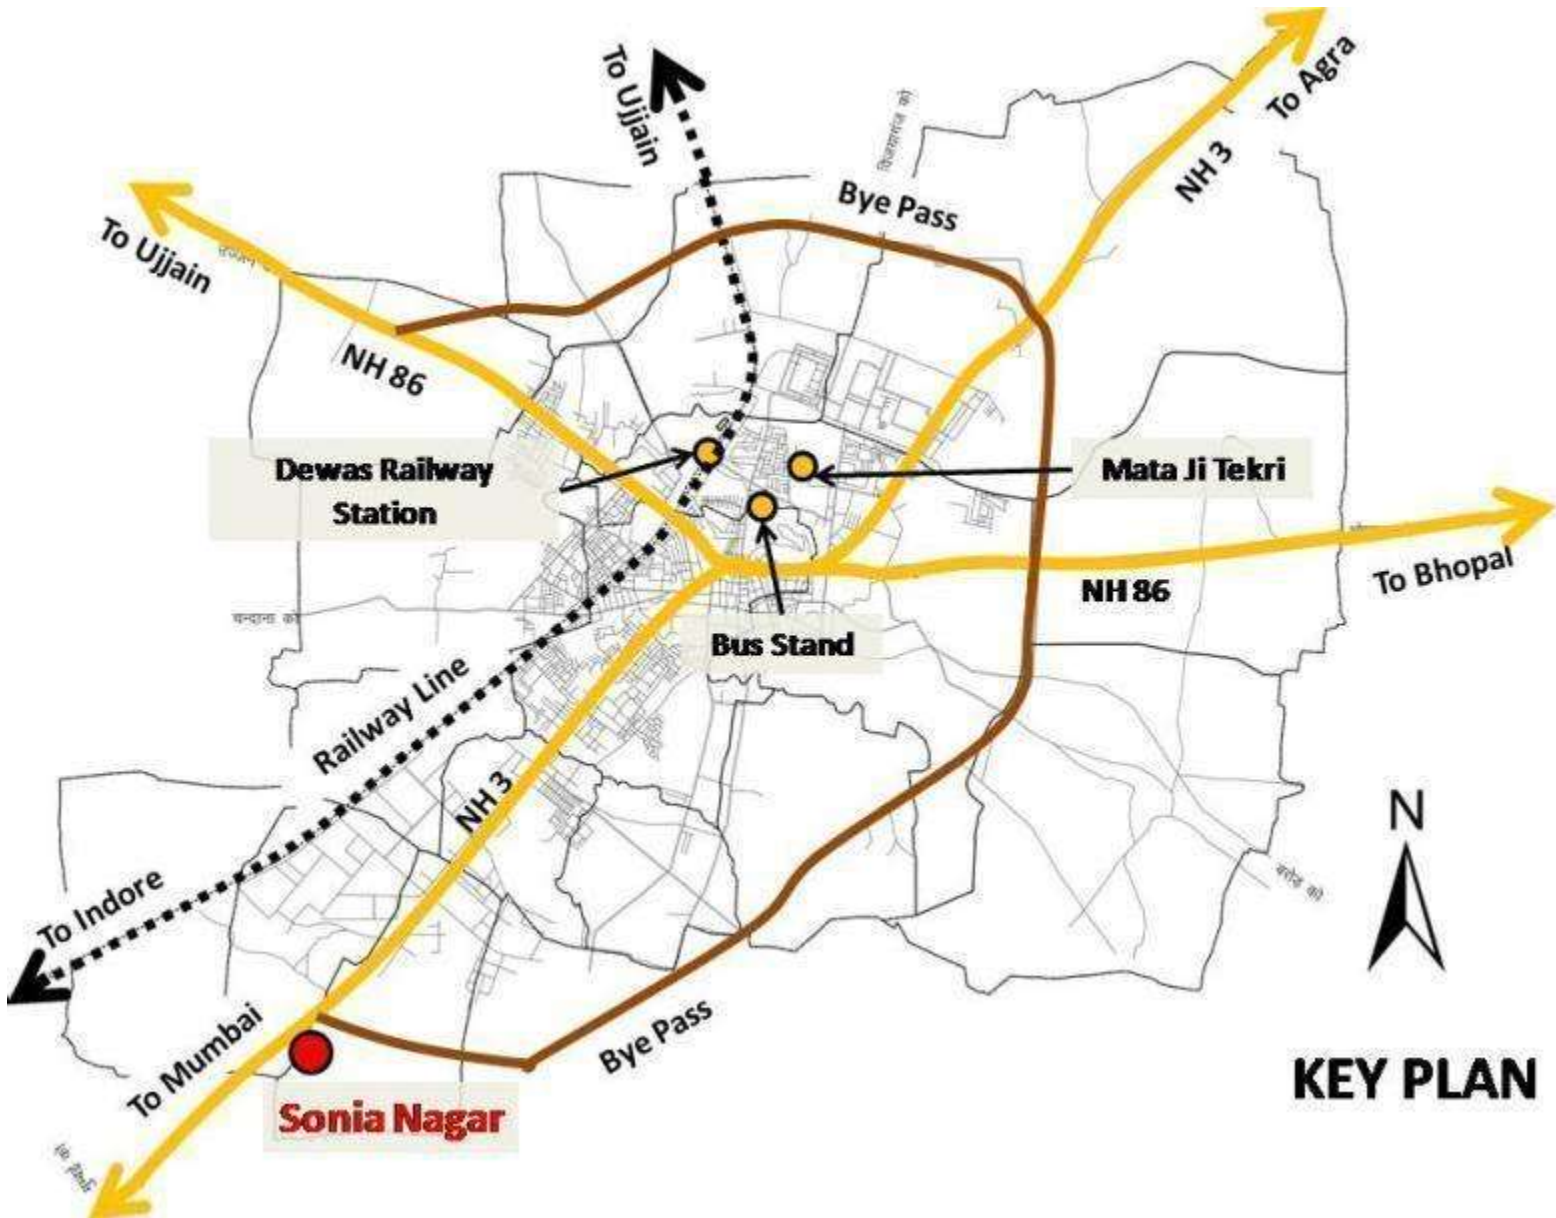 To Ujjain
To Agra
विजयागंज को
NH 3
Bye Pass
To Ujjain
NH 86
Dewas Railway
Station
Mata Ji Tekri
To Bhopal
NH 86
चन्दाना को
Bus Stand
Railway Line
NH 3
N
To Indore
To Mumbai
Bye Pass
KEY PLAN
Sonia Nagar